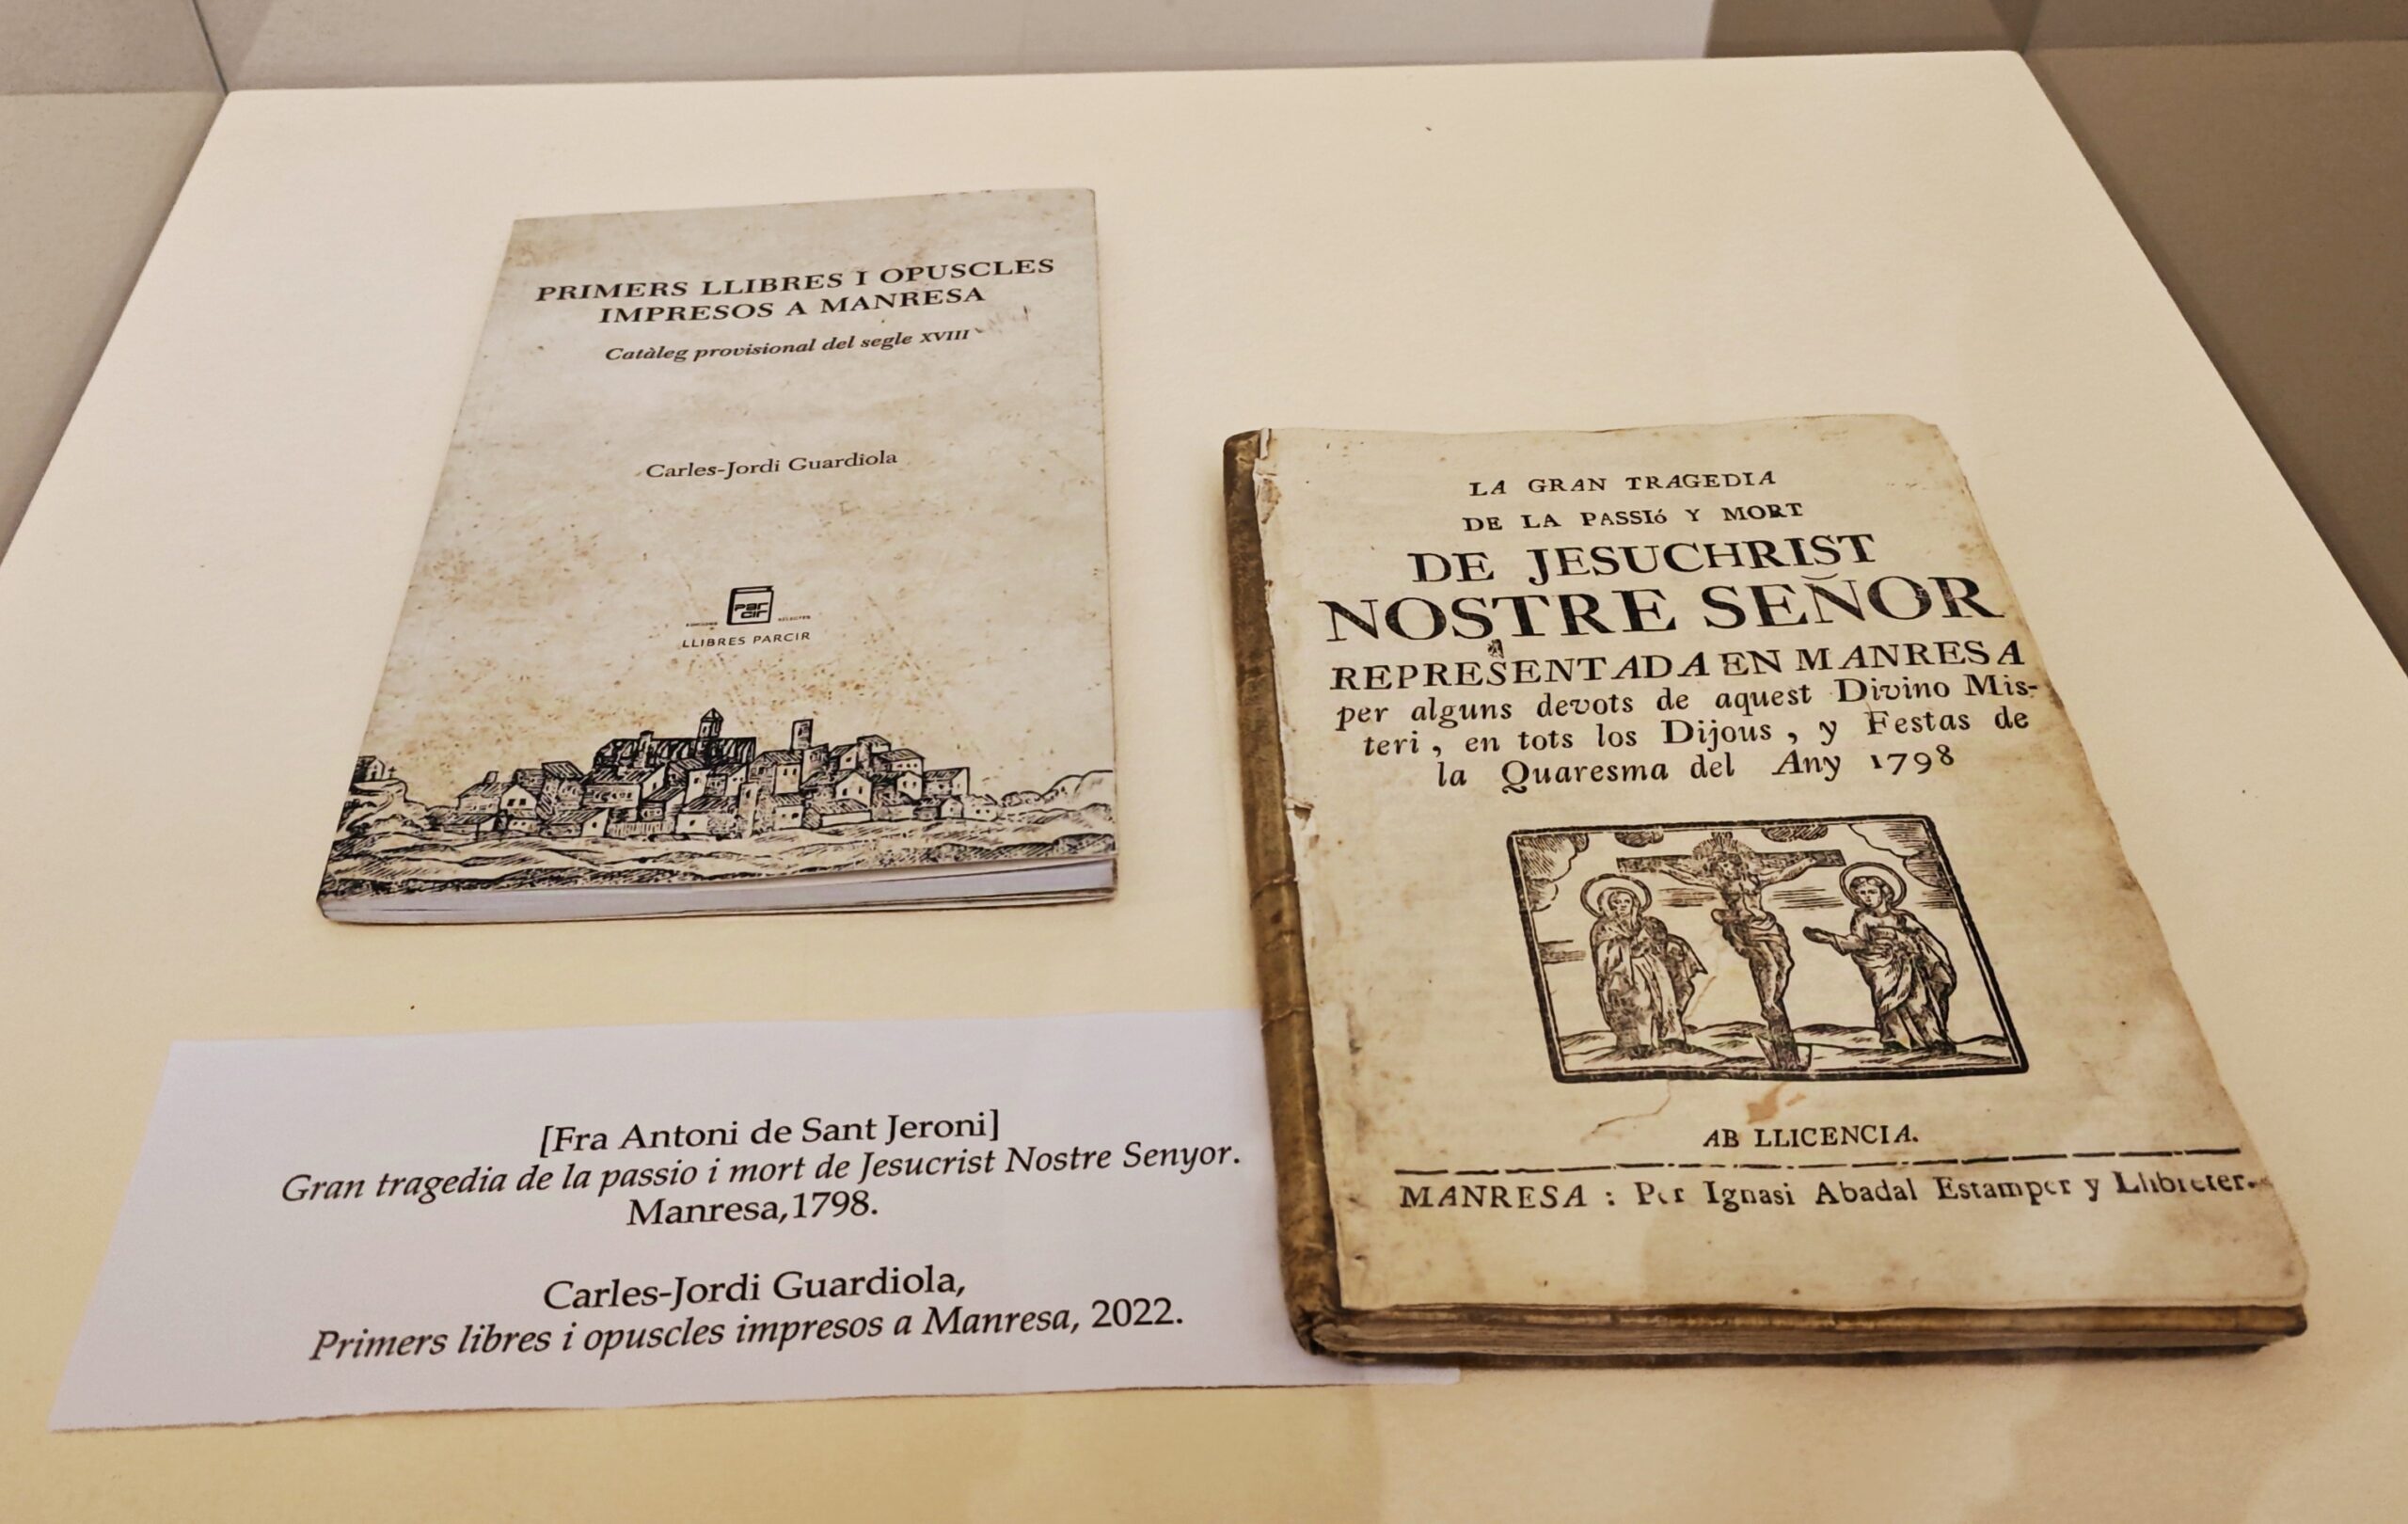 PRIMERS LLIBRES I OPUSCLES
IMPRESOS A MANRESA
Catàleg provisional del segle XVIII
Carles-Jordi Guardiola
Par
cir
LLIBRES PARCIR
LA GRAN TRAGEDIA
DE LA PASSIó Y MORT
DE JESUCHRIST
NOSTRE SEÑOR
REPRESENTADA EN MANRESA
per alguns devots de aquest Divino Mis-
teri, en tots los Dijous, y Festas de
la Quaresma del Any 1798
AB LLICENCIA.
MANRESA : Per Ignasi Abadal Estamper y Llibreter.
[Fra Antoni de Sant Jeroni]
Gran tragedia de la passio i mort de Jesucrist Nostre Senyor.
Manresa,1798.
Carles-Jordi Guardiola,
Primers libres i opuscles impresos a Manresa, 2022.